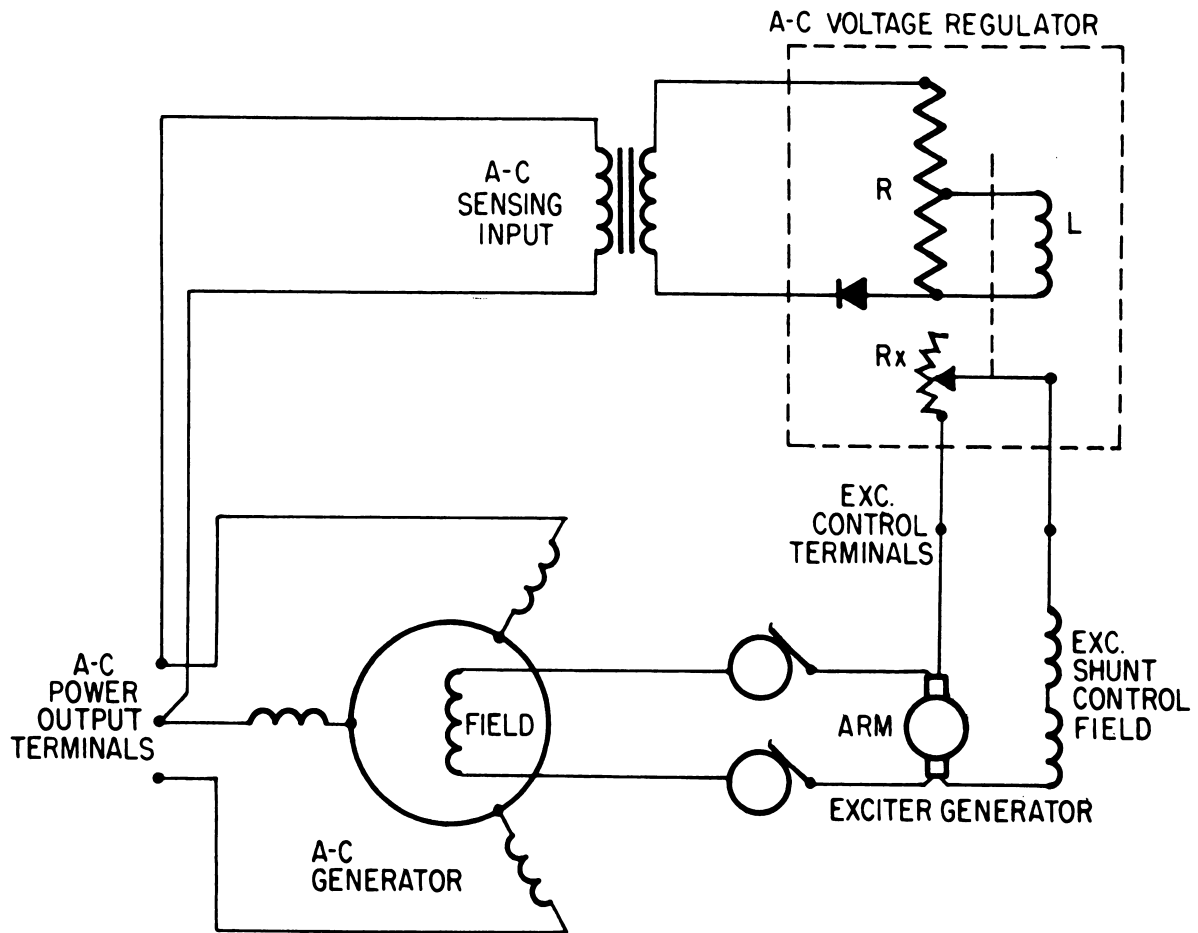 A-C VOLTAGE REGULATOR
A-C
SENSING
INPUT
R
L
Rx
EXC.
CONTROL
TERMINALS
A-C
POWER
OUTPUT
TERMINALS
FIELD
ARM
EXC.
SHUNT
CONTROL
FIELD
EXCITER GENERATOR
A-C
GENERATOR